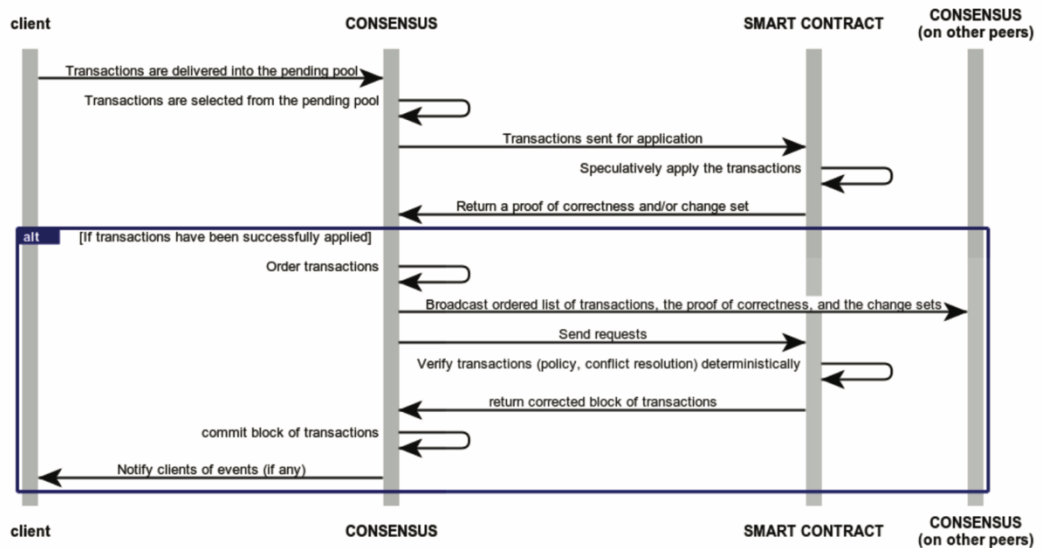 client
CONSENSUS
SMART CONTRACT
CONSENSUS
(on other peers)
Transactions are delivered into the pending pool
Transactions are selected from the pending pool
Transactions sent for application
Speculatively apply the transactions
Return a proof of correctness and/or change set
alt
[If transactions have been successfully applied]
Order transactions
Broadcast ordered list of transactions, the proof of correctness, and the change sets
Send requests
Verify transactions (policy, conflict resolution) deterministically
return corrected block of transactions
commit block of transactions
Notify clients of events (if any)
client
CONSENSUS
SMART CONTRACT
CONSENSUS
(on other peers)